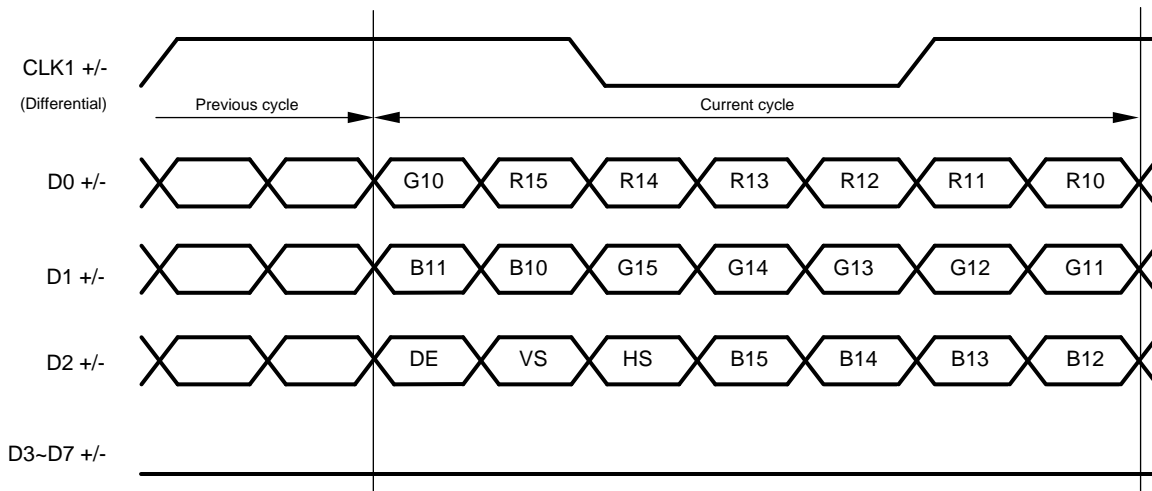 CLK1 +/-
(Differential)
Previous cycle
Current cycle
D0 +/-
G10 R15 R14 R13 R12 R11 R10
D1 +/-
B11 B10 G15 G14 G13 G12 G11
D2 +/-
DE VS HS B15 B14 B13 B12
D3~D7 +/-